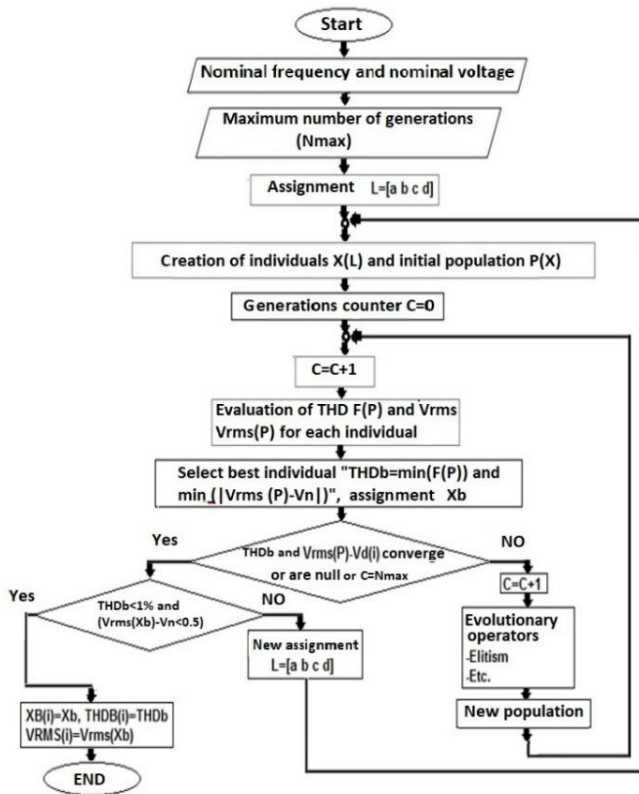 Start
Nominal frequency and nominal voltage
Maximum number of generations
(Nmax)
Assignment L=[a b c d]
Creation of individuals X(L) and initial population P(X)
Generations counter C=0
C=C+1
Evaluation of THD F(P) and Vrms
Vrms(P) for each individual
Select best individual "THDb=min(F(P)) and
min (|Vrms (P)-Vn|)", assignment Xb
Yes
THDb and Vrms(P)-Vd(i) converge
or are null or C=Nmax
NO
Yes
THDb<1% and
(Vrms(Xb)-Vn<0.5)
NO
C=C+1
New assignment
L=[a b c d]
Evolutionary
operators
-Elitism
-Etc.
New population
XB(i)=Xb, THDB(i)=THDb
VRMS(i)=Vrms(Xb)
END